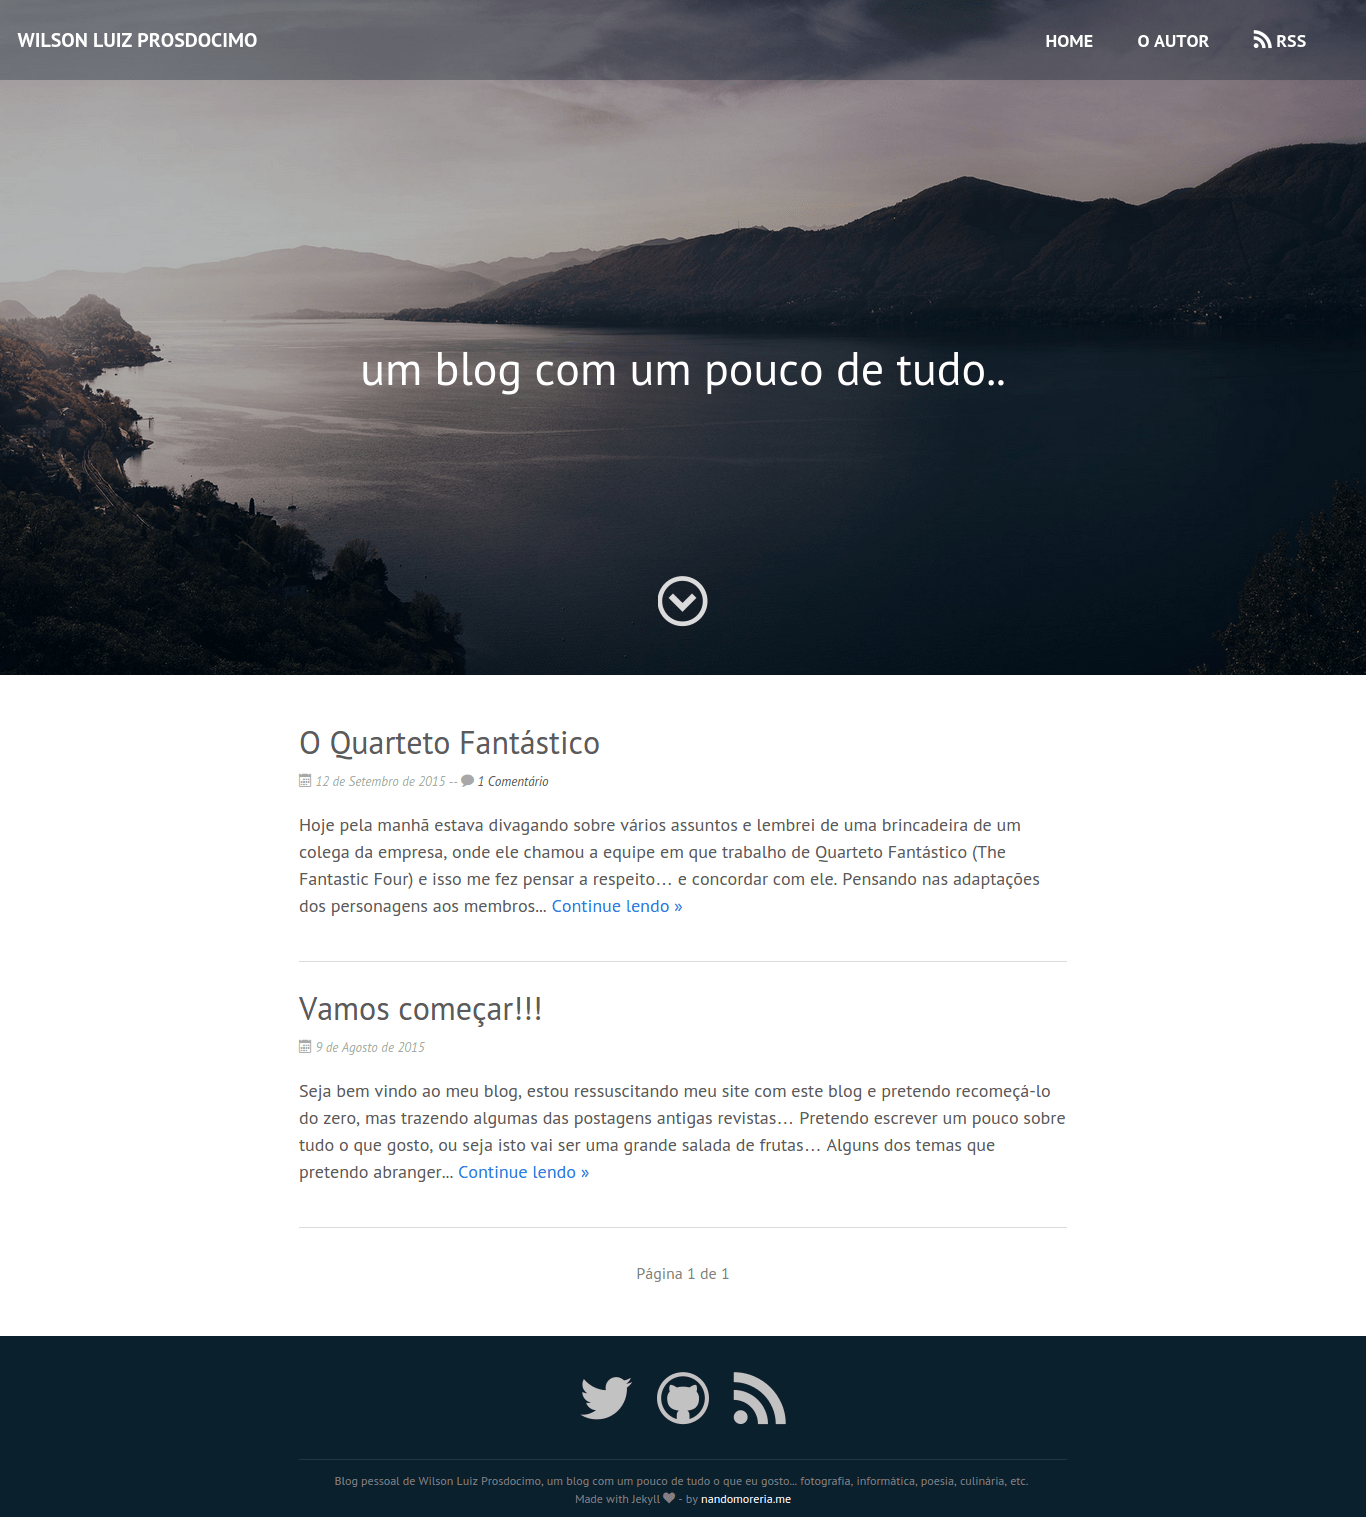 WILSON LUIZ PROSDOCIMO
HOME
O AUTOR
RSS
um blog com um pouco de tudo..
O Quarteto Fantástico
12 de Setembro de 2015 -- 1 Comentário
Hoje pela manhã estava divagando sobre vários assuntos e lembrei de uma brincadeira de um
colega da empresa, onde ele chamou a equipe em que trabalho de Quarteto Fantástico (The
Fantastic Four) e isso me fez pensar a respeito… e concordar com ele. Pensando nas adaptações
dos personagens aos membros... Continue lendo »
Vamos começar!!!
9 de Agosto de 2015
Seja bem vindo ao meu blog, estou ressuscitando meu site com este blog e pretendo recomeçá-lo
do zero, mas trazendo algumas das postagens antigas revistas… Pretendo escrever um pouco sobre
tudo o que gosto, ou seja isto vai ser uma grande salada de frutas… Alguns dos temas que
pretendo abranger... Continue lendo »
Página 1 de 1
Blog pessoal de Wilson Luiz Prosdocimo, um blog com um pouco de tudo o que eu gosto... fotografia, informática, poesia, culinária, etc.
Made with Jekyll - by nandomoreria.me